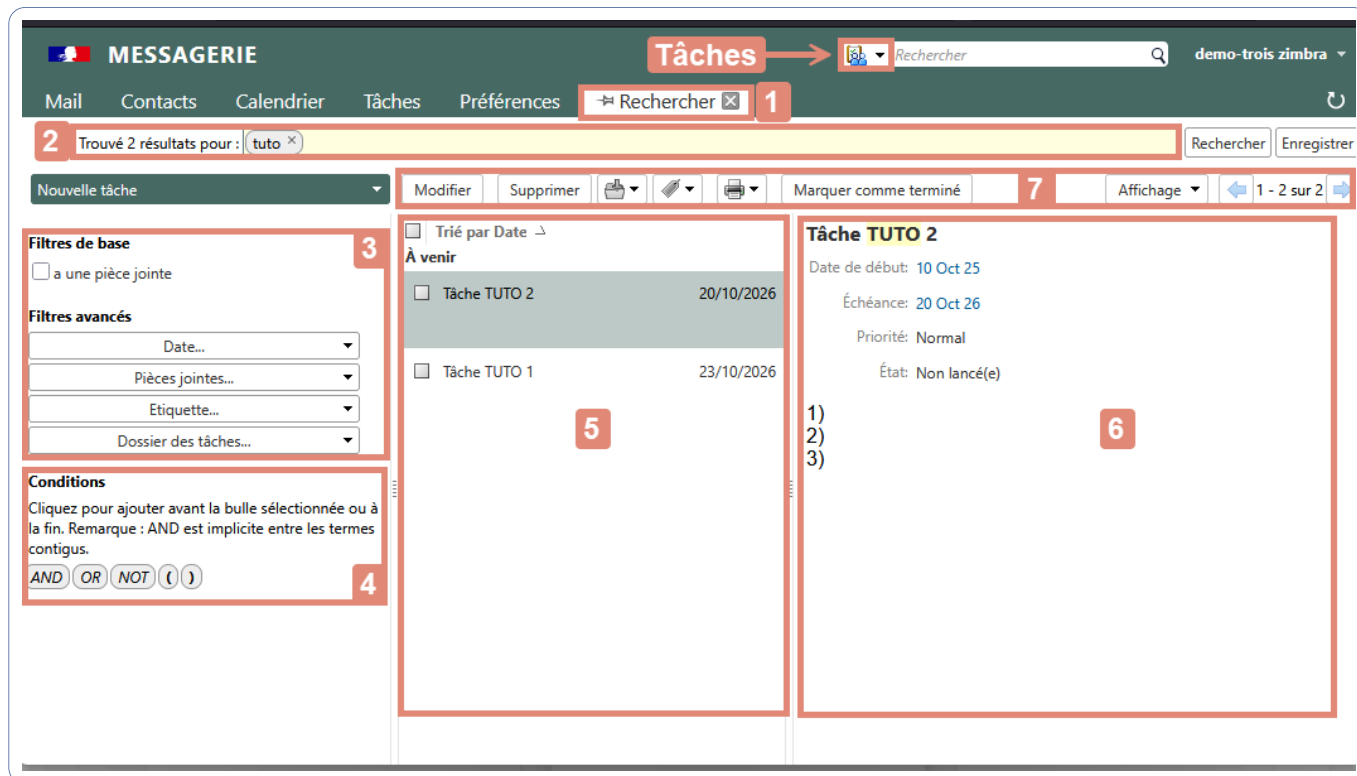 MESSAGERIE
Tâches
Rechercher
demo-trois zimbra
Mail Contacts Calendrier Tâches Préférences Rechercher 1
2 Trouvé 2 résultats pour : tuto × Rechercher Enregistrer
Nouvelle tâche Modifier Supprimer Marquer comme terminé 7 Affichage 1 - 2 sur 2
Filtres de base 3
a une pièce jointe
Filtres avancés
Date...
Pièces jointes...
Etiquette...
Dossier des tâches...
Conditions
Cliquez pour ajouter avant la bulle sélectionnée ou à
la fin. Remarque : AND est implicite entre les termes
contigus.
AND OR NOT ( ) 4
Trié par Date
À venir
Tâche TUTO 2 20/10/2026
Tâche TUTO 1 23/10/2026
5
Tâche TUTO 2
Date de début: 10 Oct 25
Échéance: 20 Oct 26
Priorité: Normal
État: Non lancé(e)
1)
2)
3)
6